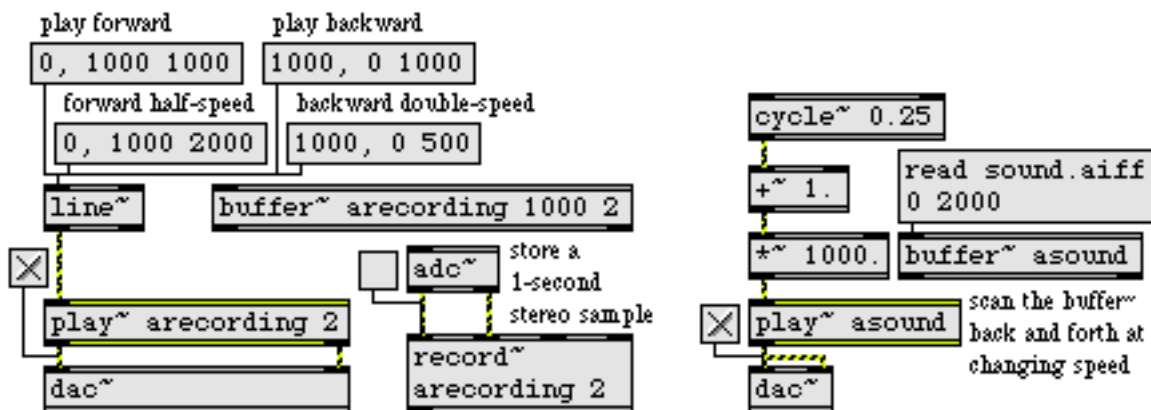 play forward
play backward
0, 1000 1000
1000, 0 1000
forward half-speed
backward double-speed
0, 1000 2000
1000, 0 500
line~
buffer~ arecording 1000 2
adc~
store a
1-second
stereo sample
play~ arecording 2
record~
arecording 2
dac~
cycle~ 0.25
+~ 1.
read sound.aiff
0 2000
*~ 1000.
buffer~ asound
play~ asound
scan the buffer~
back and forth at
changing speed
dac~